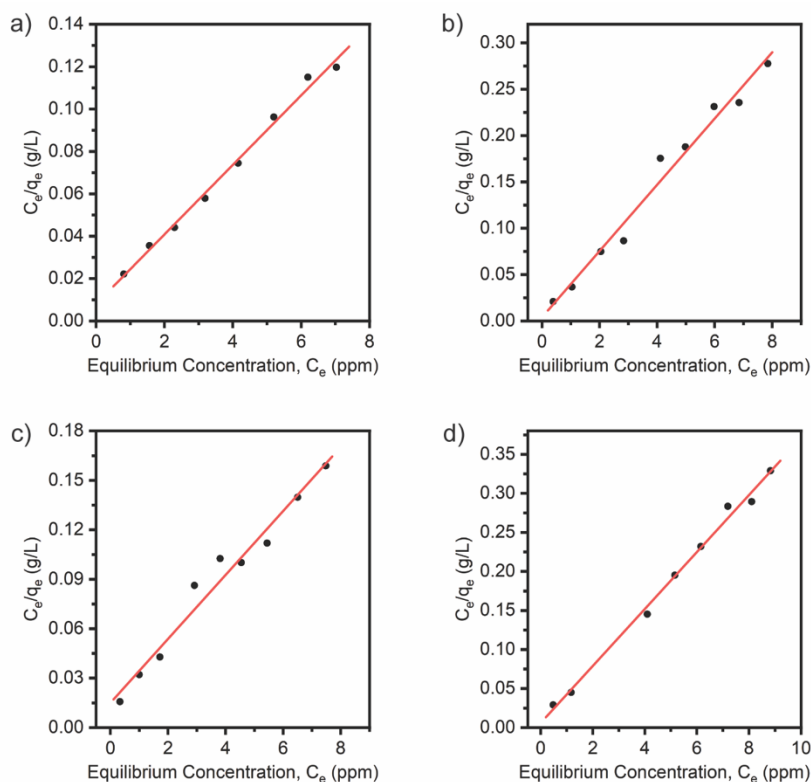 a)
0.14
0.12
0.10
0.08
0.06
0.04
0.02
0.00
Ce/qe (g/L)
0 2 4 6 8
Equilibrium Concentration, Ce (ppm)
b)
0.30
0.25
0.20
0.15
0.10
0.05
0.00
Ce/qe (g/L)
0 2 4 6 8
Equilibrium Concentration, Ce (ppm)
c)
0.18
0.15
0.12
0.09
0.06
0.03
0.00
Ce/qe (g/L)
0 2 4 6 8
Equilibrium Concentration, Ce (ppm)
d)
0.35
0.30
0.25
0.20
0.15
0.10
0.05
0.00
Ce/qe (g/L)
0 2 4 6 8 10
Equilibrium Concentration, Ce (ppm)